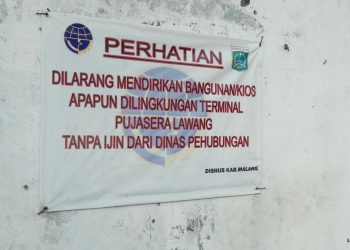 PERHATIAN
DILARANG MENDIRIKAN BANGUNAN/KIOS
APAPUN DILINGKUNGAN TERMINAL
PUJASERA LAWANG
TANPA IJIN DARI DINAS PEHUBUNGAN
DISHUB KAB.MALANG